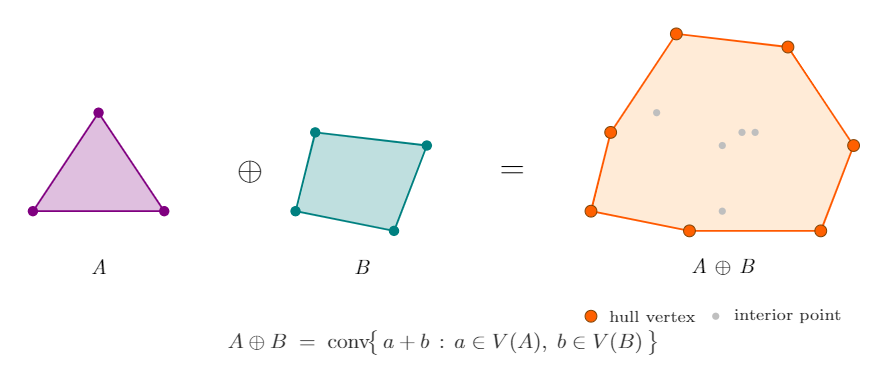 ⊕
=
A
B
A ⊕ B
hull vertex
interior point
A ⊕ B = conv{ a + b : a ∈ V(A), b ∈ V(B) }